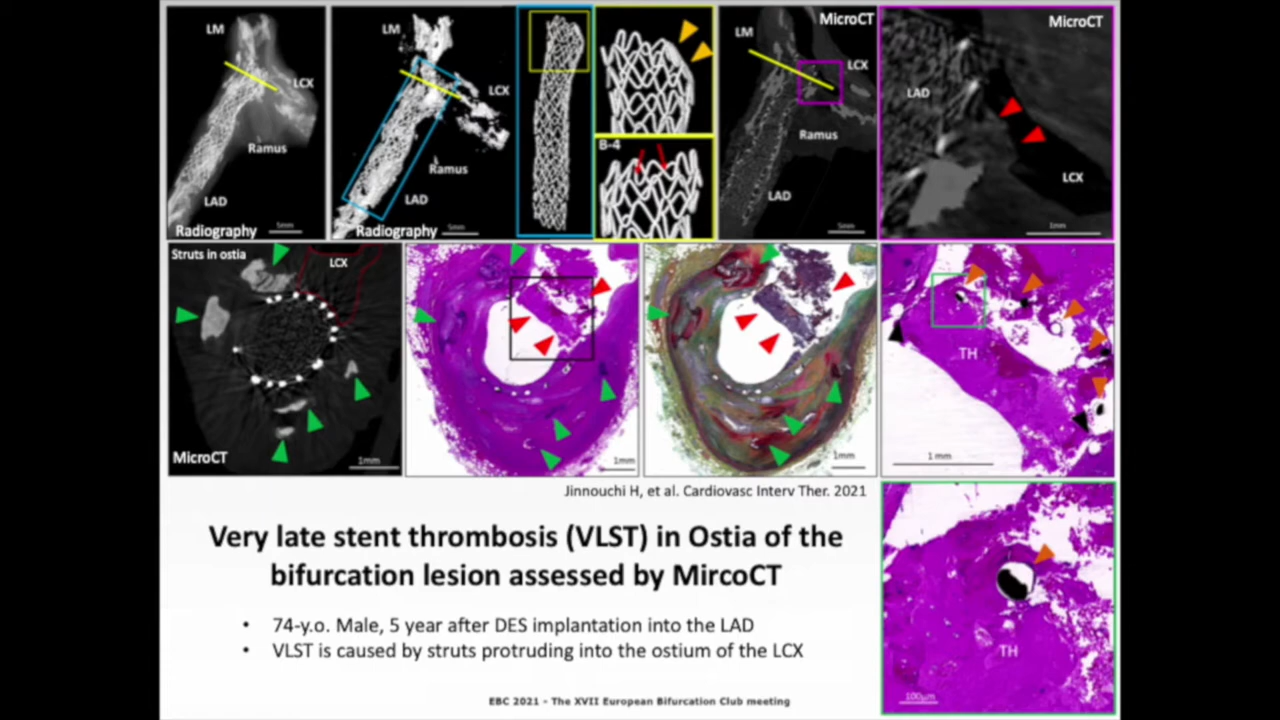 LM
LCX
Ramus
LAD
Radiography
5mm
LM
LCX
Ramus
LAD
Radiography
5mm
B-4
MicroCT
LM
LCX
Ramus
LAD
5mm
MicroCT
LAD
LCX
1mm
Struts in ostia
LCX
MicroCT
1mm
1mm
1mm
TH
1 mm
Jinnouchi H, et al. Cardiovasc Interv Ther. 2021
Very late stent thrombosis (VLST) in Ostia of the
bifurcation lesion assessed by MircoCT
• 74-y.o. Male, 5 year after DES implantation into the LAD
• VLST is caused by struts protruding into the ostium of the LCX
TH
100μm
EBC 2021 - The XVII European Bifurcation Club meeting